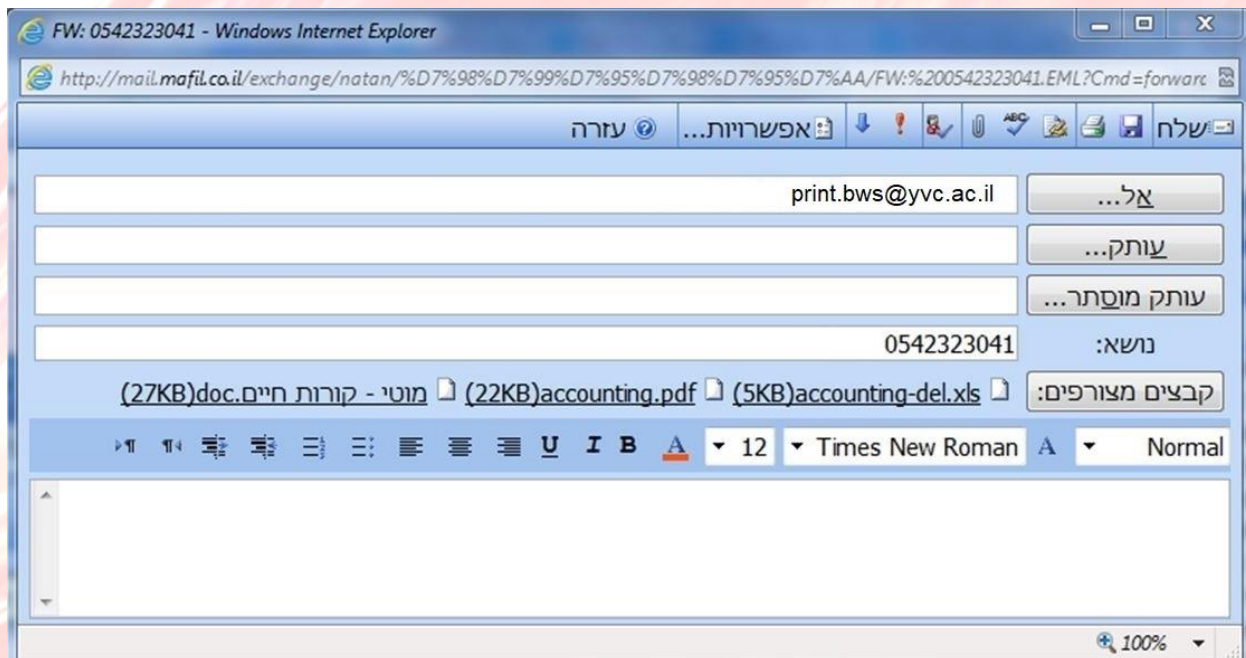 FW: 0542323041 - Windows Internet Explorer
http://mail.mafil.co.il/exchange/natan/%D7%98%D7%99%D7%95%D7%98%D7%95%D7%AA/FW:%200542323041.EML?Cmd=forwarc
שלח ABC אפשרויות... עזרה
אל... print.bws@yvc.ac.il
עותק...
עותק מוסתר...
נושא: 0542323041
קבצים מצורפים: accounting-del.xls(5KB) accounting.pdf(22KB) מוטי - קורות חיים.doc(27KB)
Normal A Times New Roman 12 A B I U
100%